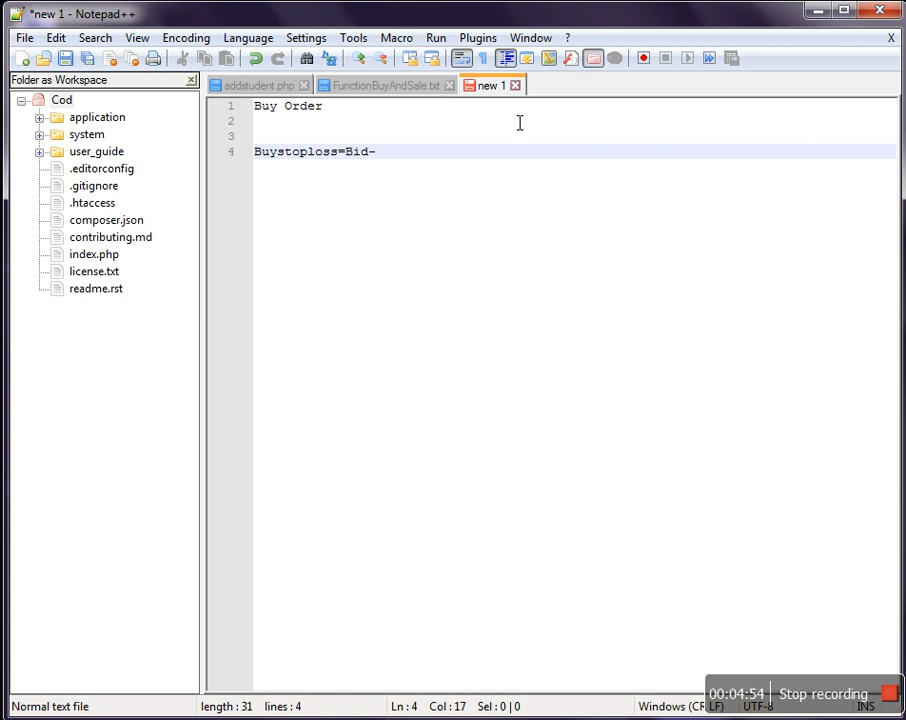 *new 1 - Notepad++
File Edit Search View Encoding Language Settings Tools Macro Run Plugins Window ? X
Folder as Workspace
addstudent.php FunctionBuyAndSale.txt new 1
Cod
application
system
user_guide
.editorconfig
.gitignore
.htaccess
composer.json
contributing.md
index.php
license.txt
readme.rst
1 Buy Order
2
3
4 Buystoploss=Bid-
00:04:54 Stop recording
Normal text file length : 31 lines : 4 Ln : 4 Col : 17 Sel : 0 | 0 Windows (CR LF) UTF-8 INS